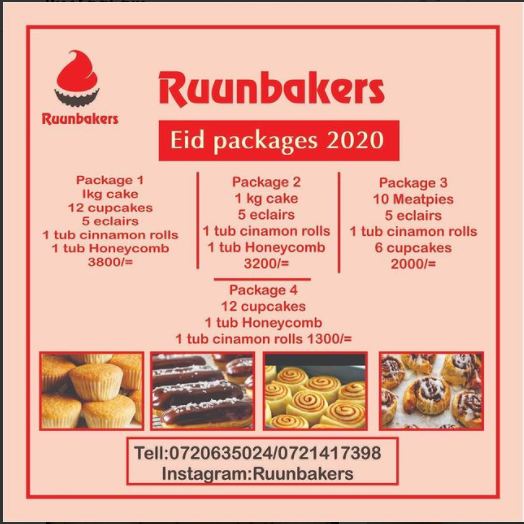 Ruunbakers
Ruunbakers
Eid packages 2020
Package 1
lkg cake
12 cupcakes
5 eclairs
1 tub cinnamon rolls
1 tub Honeycomb
3800/=
Package 2
1 kg cake
5 eclairs
1 tub cinamon rolls
1 tub Honeycomb
3200/=
Package 3
10 Meatpies
5 eclairs
1 tub cinamon rolls
6 cupcakes
2000/=
Package 4
12 cupcakes
1 tub Honeycomb
1 tub cinamon rolls 1300/=
Tell:0720635024/0721417398
Instagram:Ruunbakers